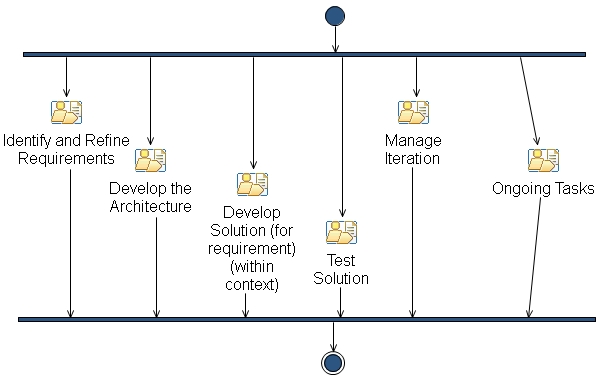 Identify and Refine
Requirements
Develop the
Architecture
Develop
Solution (for
requirement)
(within
context)
Test
Solution
Manage
Iteration
Ongoing Tasks